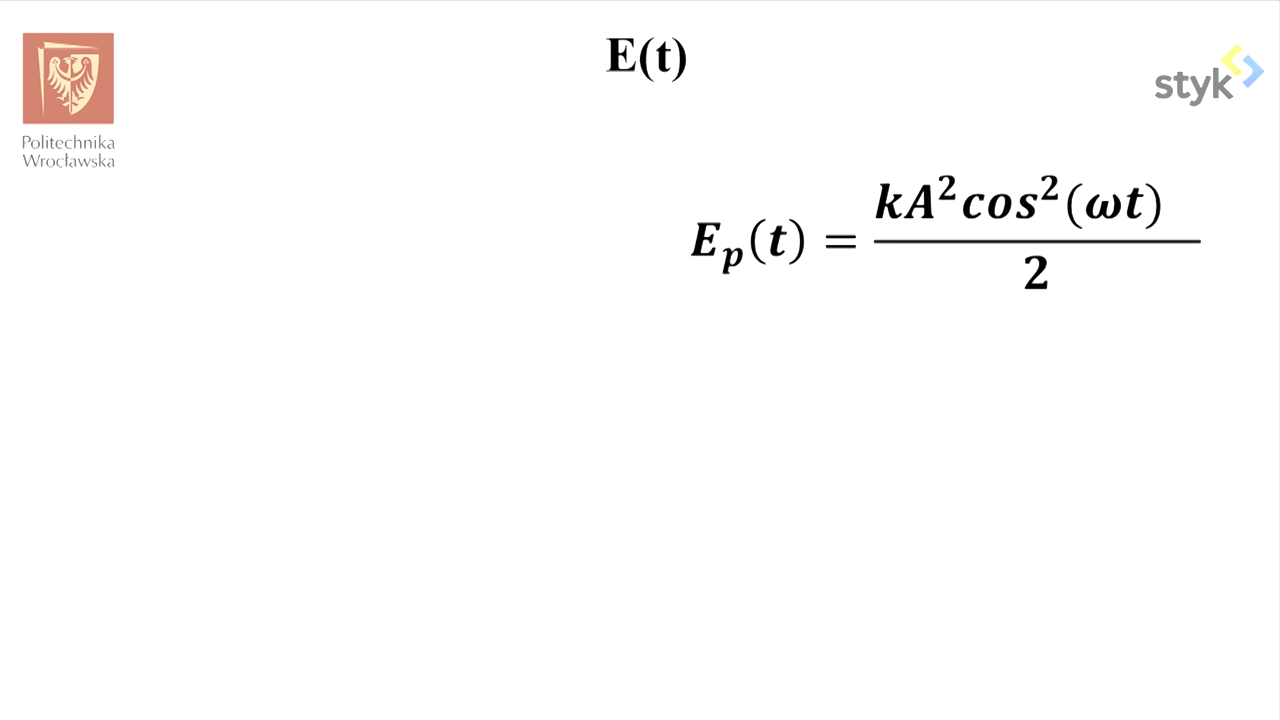 E(t)
styk
Politechnika
Wrocławska
E_p(t) = kA²cos²(ωt) / 2